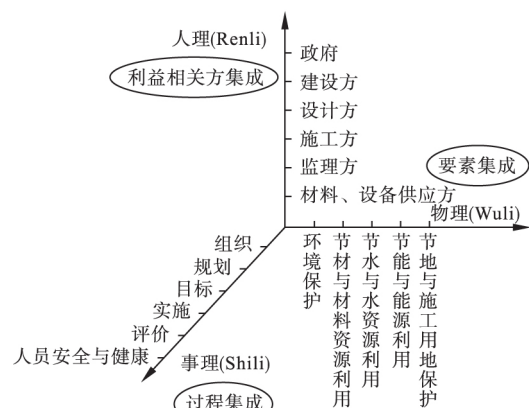 人理(Renli)
利益相关方集成
政府
建设方
设计方
施工方
监理方
材料、设备供应方
要素集成
物理(Wuli)
环境保护
节材与材料资源利用
节水与水资源利用
节能与能源利用
节地与施工用地保护
组织
规划
目标
实施
评价
人员安全与健康
事理(Shili)
过程集成